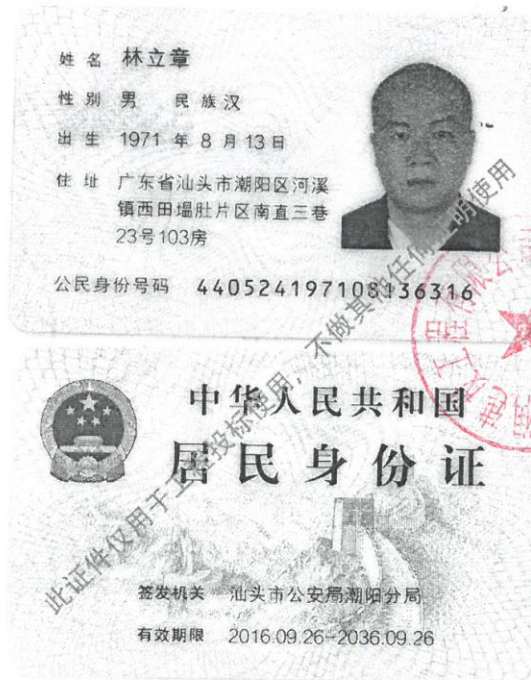 姓名 林立章
性别 男 民族 汉
出生 1971 年 8 月 13 日
住址 广东省汕头市潮阳区河溪
镇西田塭肚片区南直三巷
23号103房
公民身份号码 440524197108136316
中华人民共和国
居民身份证
签发机关 汕头市公安局潮阳分局
有效期限 2016.09.26-2036.09.26
此证件仅用于工程投标使用，不做其他任何证明使用
工程有限公